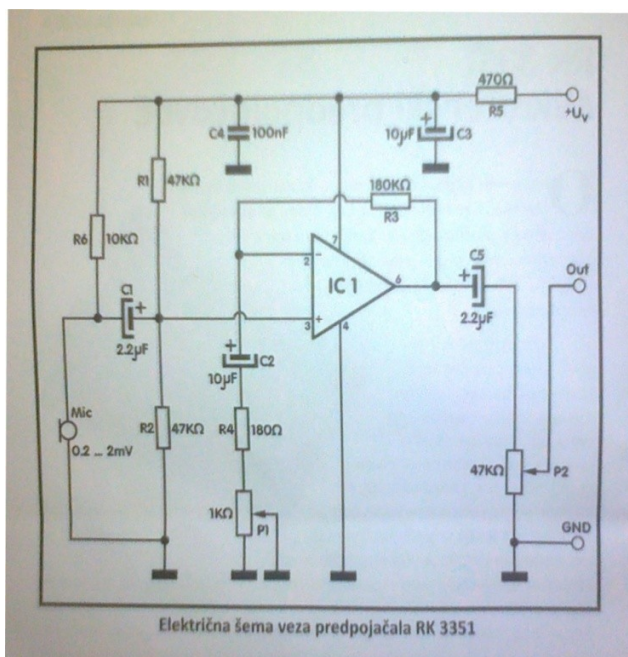 470Ω
R5
+Uv
C4
100nF
10µF
C3
R1
47KΩ
180KΩ
R3
R6
10KΩ
7
2
−
IC 1
6
C5
Out
C1
+
2.2µF
3
+
4
+
2.2µF
+
C2
10µF
Mic
0.2 _ 2mV
R2
47KΩ
R4
180Ω
47KΩ
P2
1KΩ
P1
GND
Električna šema veza predpojačala RK 3351